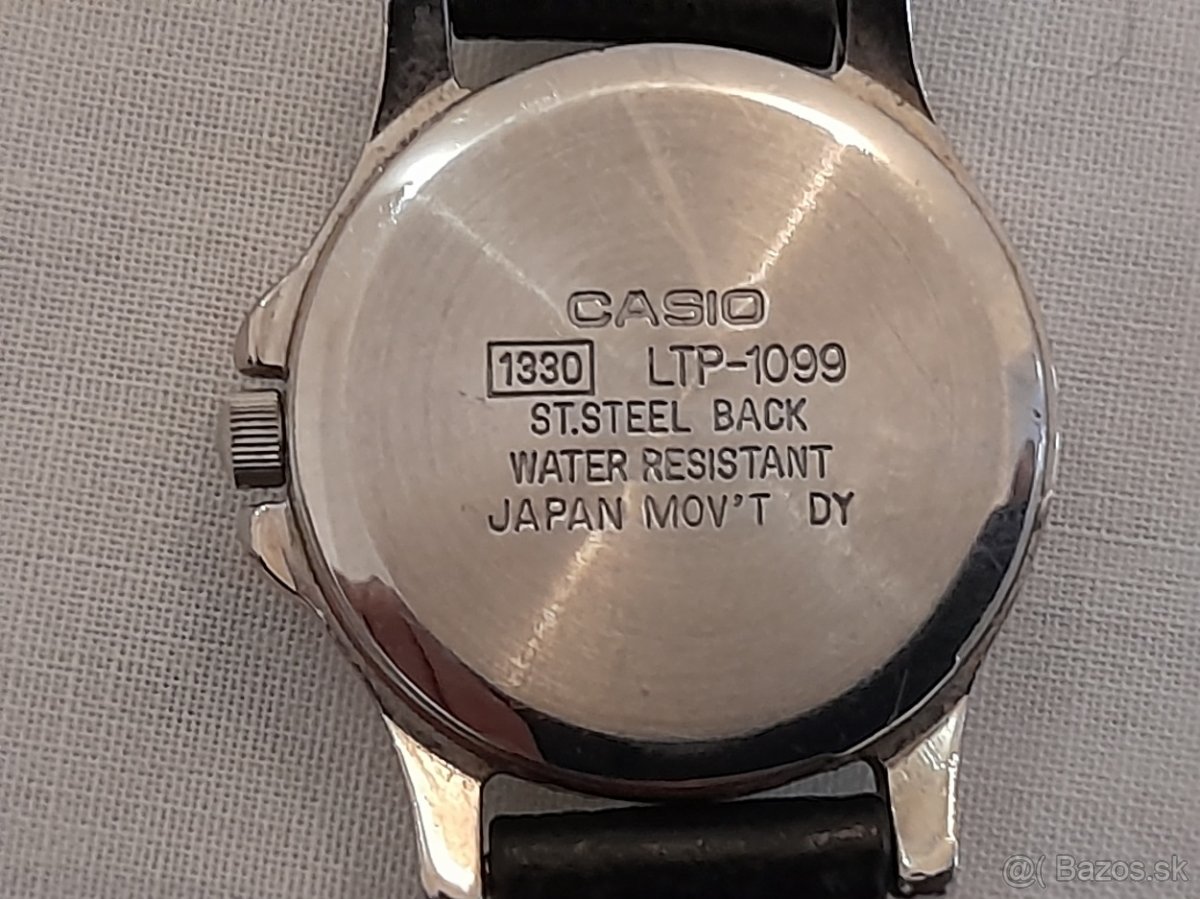 CASIO
1330 LTP-1099
ST.STEEL BACK
WATER RESISTANT
JAPAN MOV'T DY
@( Bazos.sk